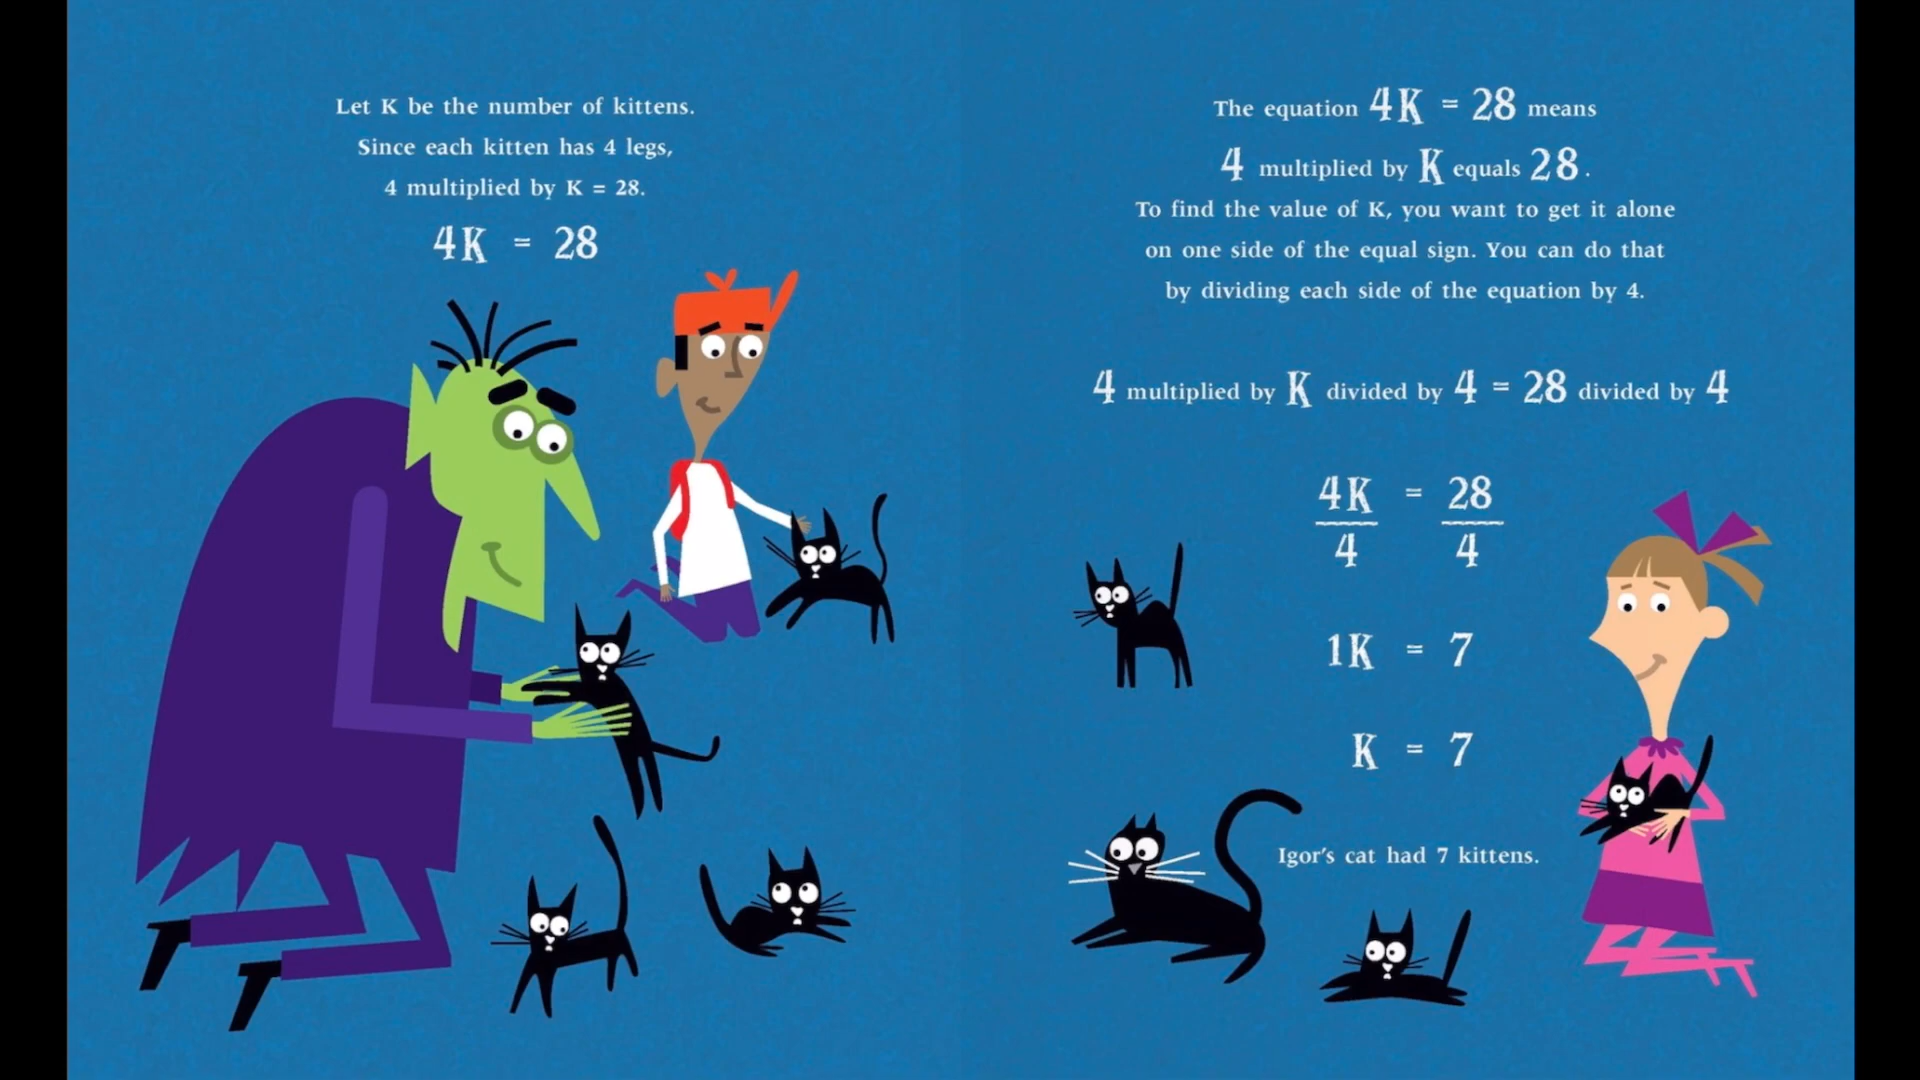 Let K be the number of kittens.
Since each kitten has 4 legs,
4 multiplied by K = 28.
4K = 28
The equation 4K = 28 means
4 multiplied by K equals 28.
To find the value of K, you want to get it alone
on one side of the equal sign. You can do that
by dividing each side of the equation by 4.
4 multiplied by K divided by 4 = 28 divided by 4
4K = 28
4 4
1K = 7
K = 7
Igor's cat had 7 kittens.